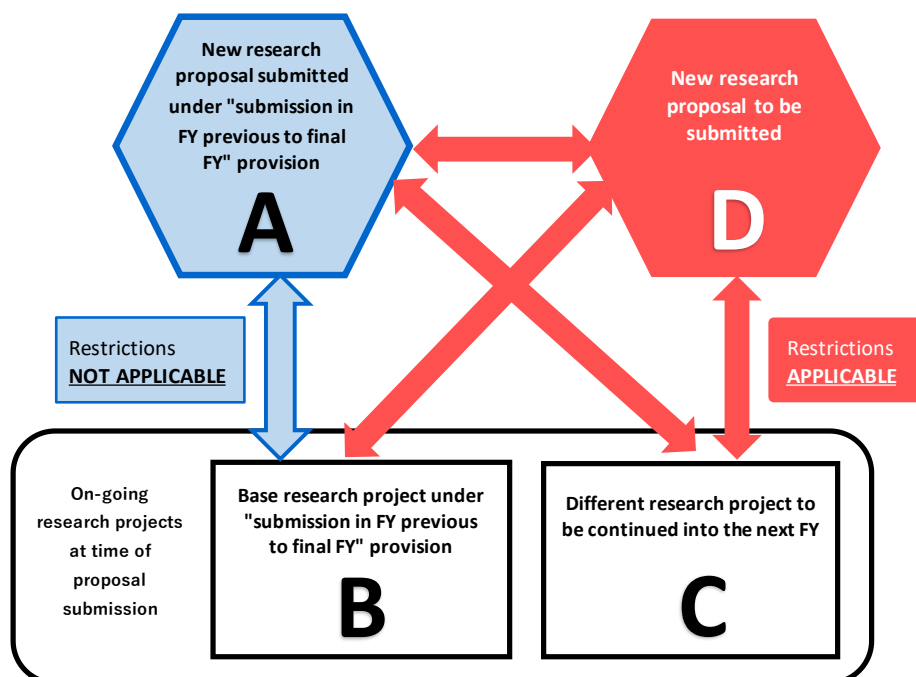 New research
proposal submitted
under "submission in
FY previous to final
FY" provision
A
New research
proposal to be
submitted
D
Restrictions
NOT APPLICABLE
Restrictions
APPLICABLE
On-going
research projects
at time of
proposal
submission
Base research project under
"submission in FY previous
to final FY" provision
B
Different research project to
be continued into the next FY
C